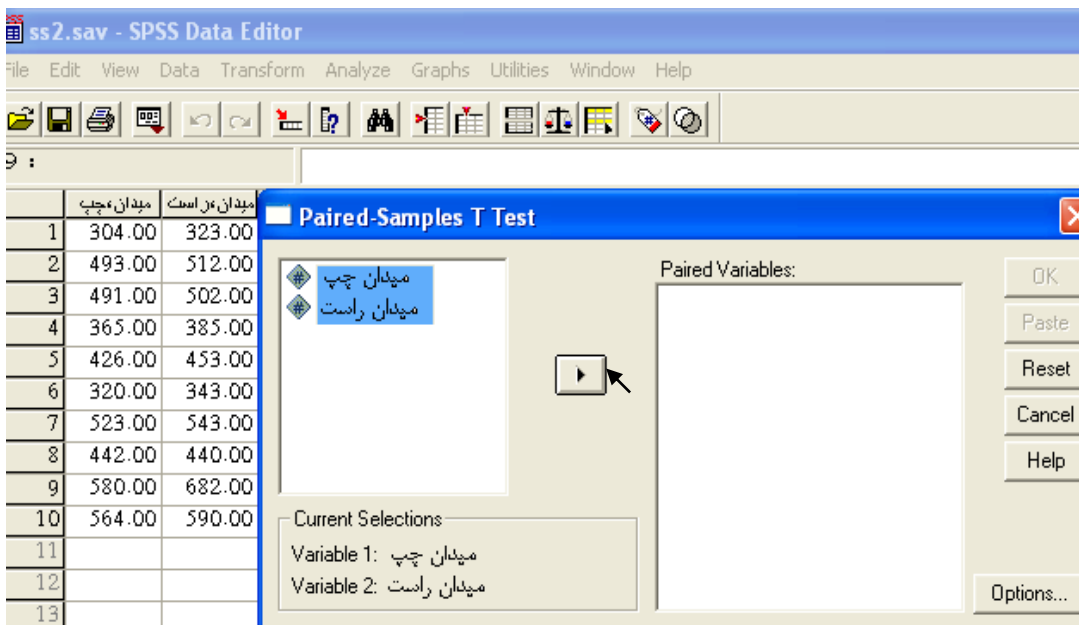 ss2.sav - SPSS Data Editor
File Edit View Data Transform Analyze Graphs Utilities Window Help
9 :
میدان،چپ میدان،راست
1 304.00 323.00
2 493.00 512.00
3 491.00 502.00
4 365.00 385.00
5 426.00 453.00
6 320.00 343.00
7 523.00 543.00
8 442.00 440.00
9 580.00 682.00
10 564.00 590.00
11
12
13
Paired-Samples T Test
میدان چپ
میدان راست
Paired Variables:
OK
Paste
Reset
Cancel
Help
Current Selections
Variable 1: میدان چپ
Variable 2: میدان راست
Options...